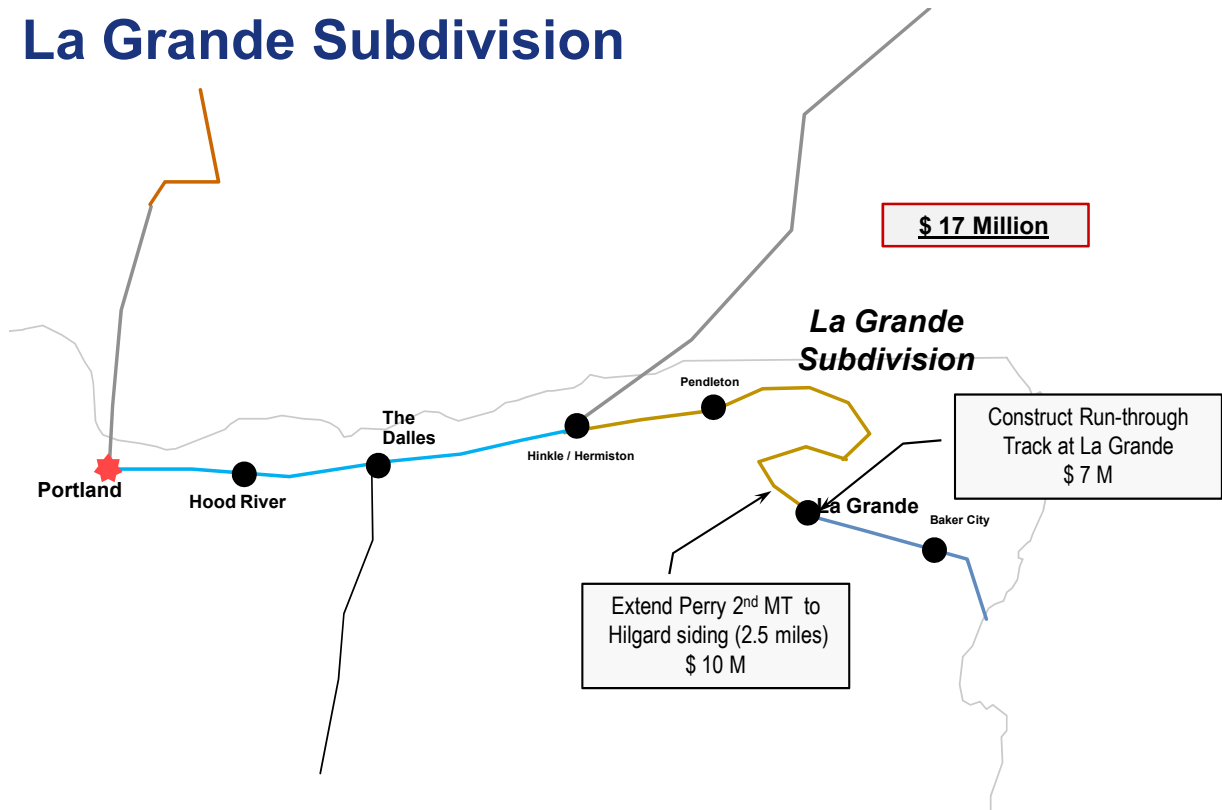 La Grande Subdivision
$ 17 Million
La Grande
Subdivision
Pendleton
The
Dalles
Hinkle / Hermiston
Construct Run-through
Track at La Grande
$ 7 M
Portland
Hood River
La Grande
Baker City
Extend Perry 2nd MT to
Hilgard siding (2.5 miles)
$ 10 M